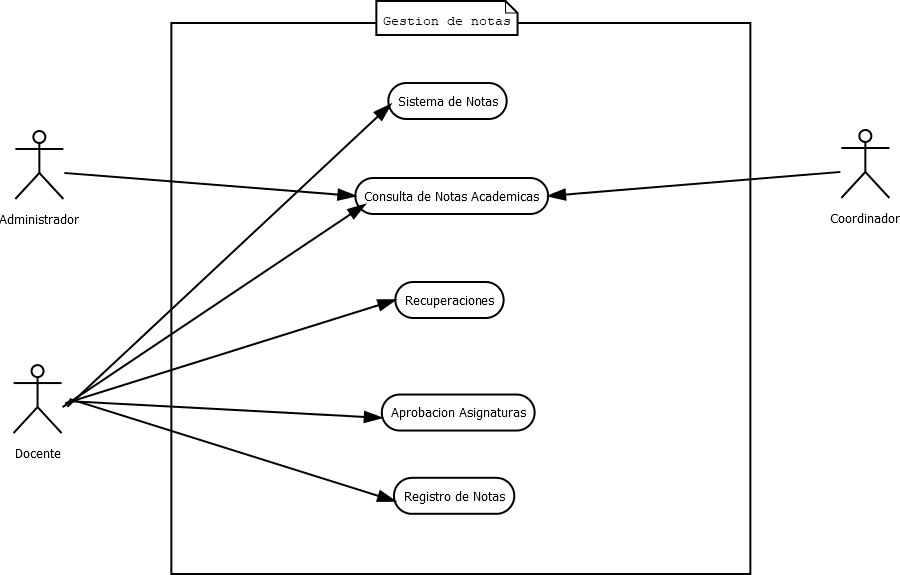 Gestion de notas
Sistema de Notas
Consulta de Notas Academicas
Administrador
Coordinador
Recuperaciones
Aprobacion Asignaturas
Docente
Registro de Notas